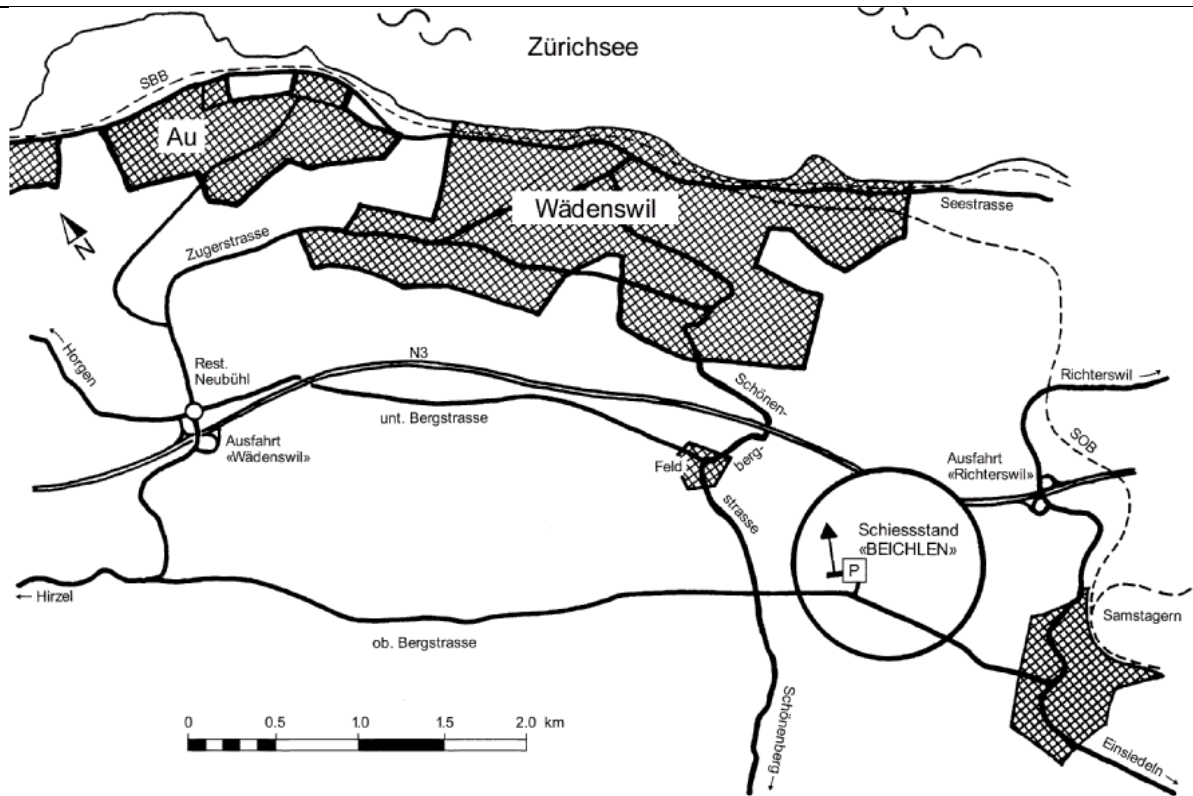 Zürichsee
SBB
Au
Wädenswil
Seestrasse
N
Zugerstrasse
Horgen
Rest.
Neubühl
N3
Schönen-
berg-
strasse
Richterswil
unt. Bergstrasse
Ausfahrt
«Wädenswil»
Feld
Ausfahrt
«Richterswil»
SOB
Schiessstand
«BEICHLEN»
P
← Hirzel
ob. Bergstrasse
Samstagern
Schönenberg
Einsiedeln
0 0.5 1.0 1.5 2.0 km